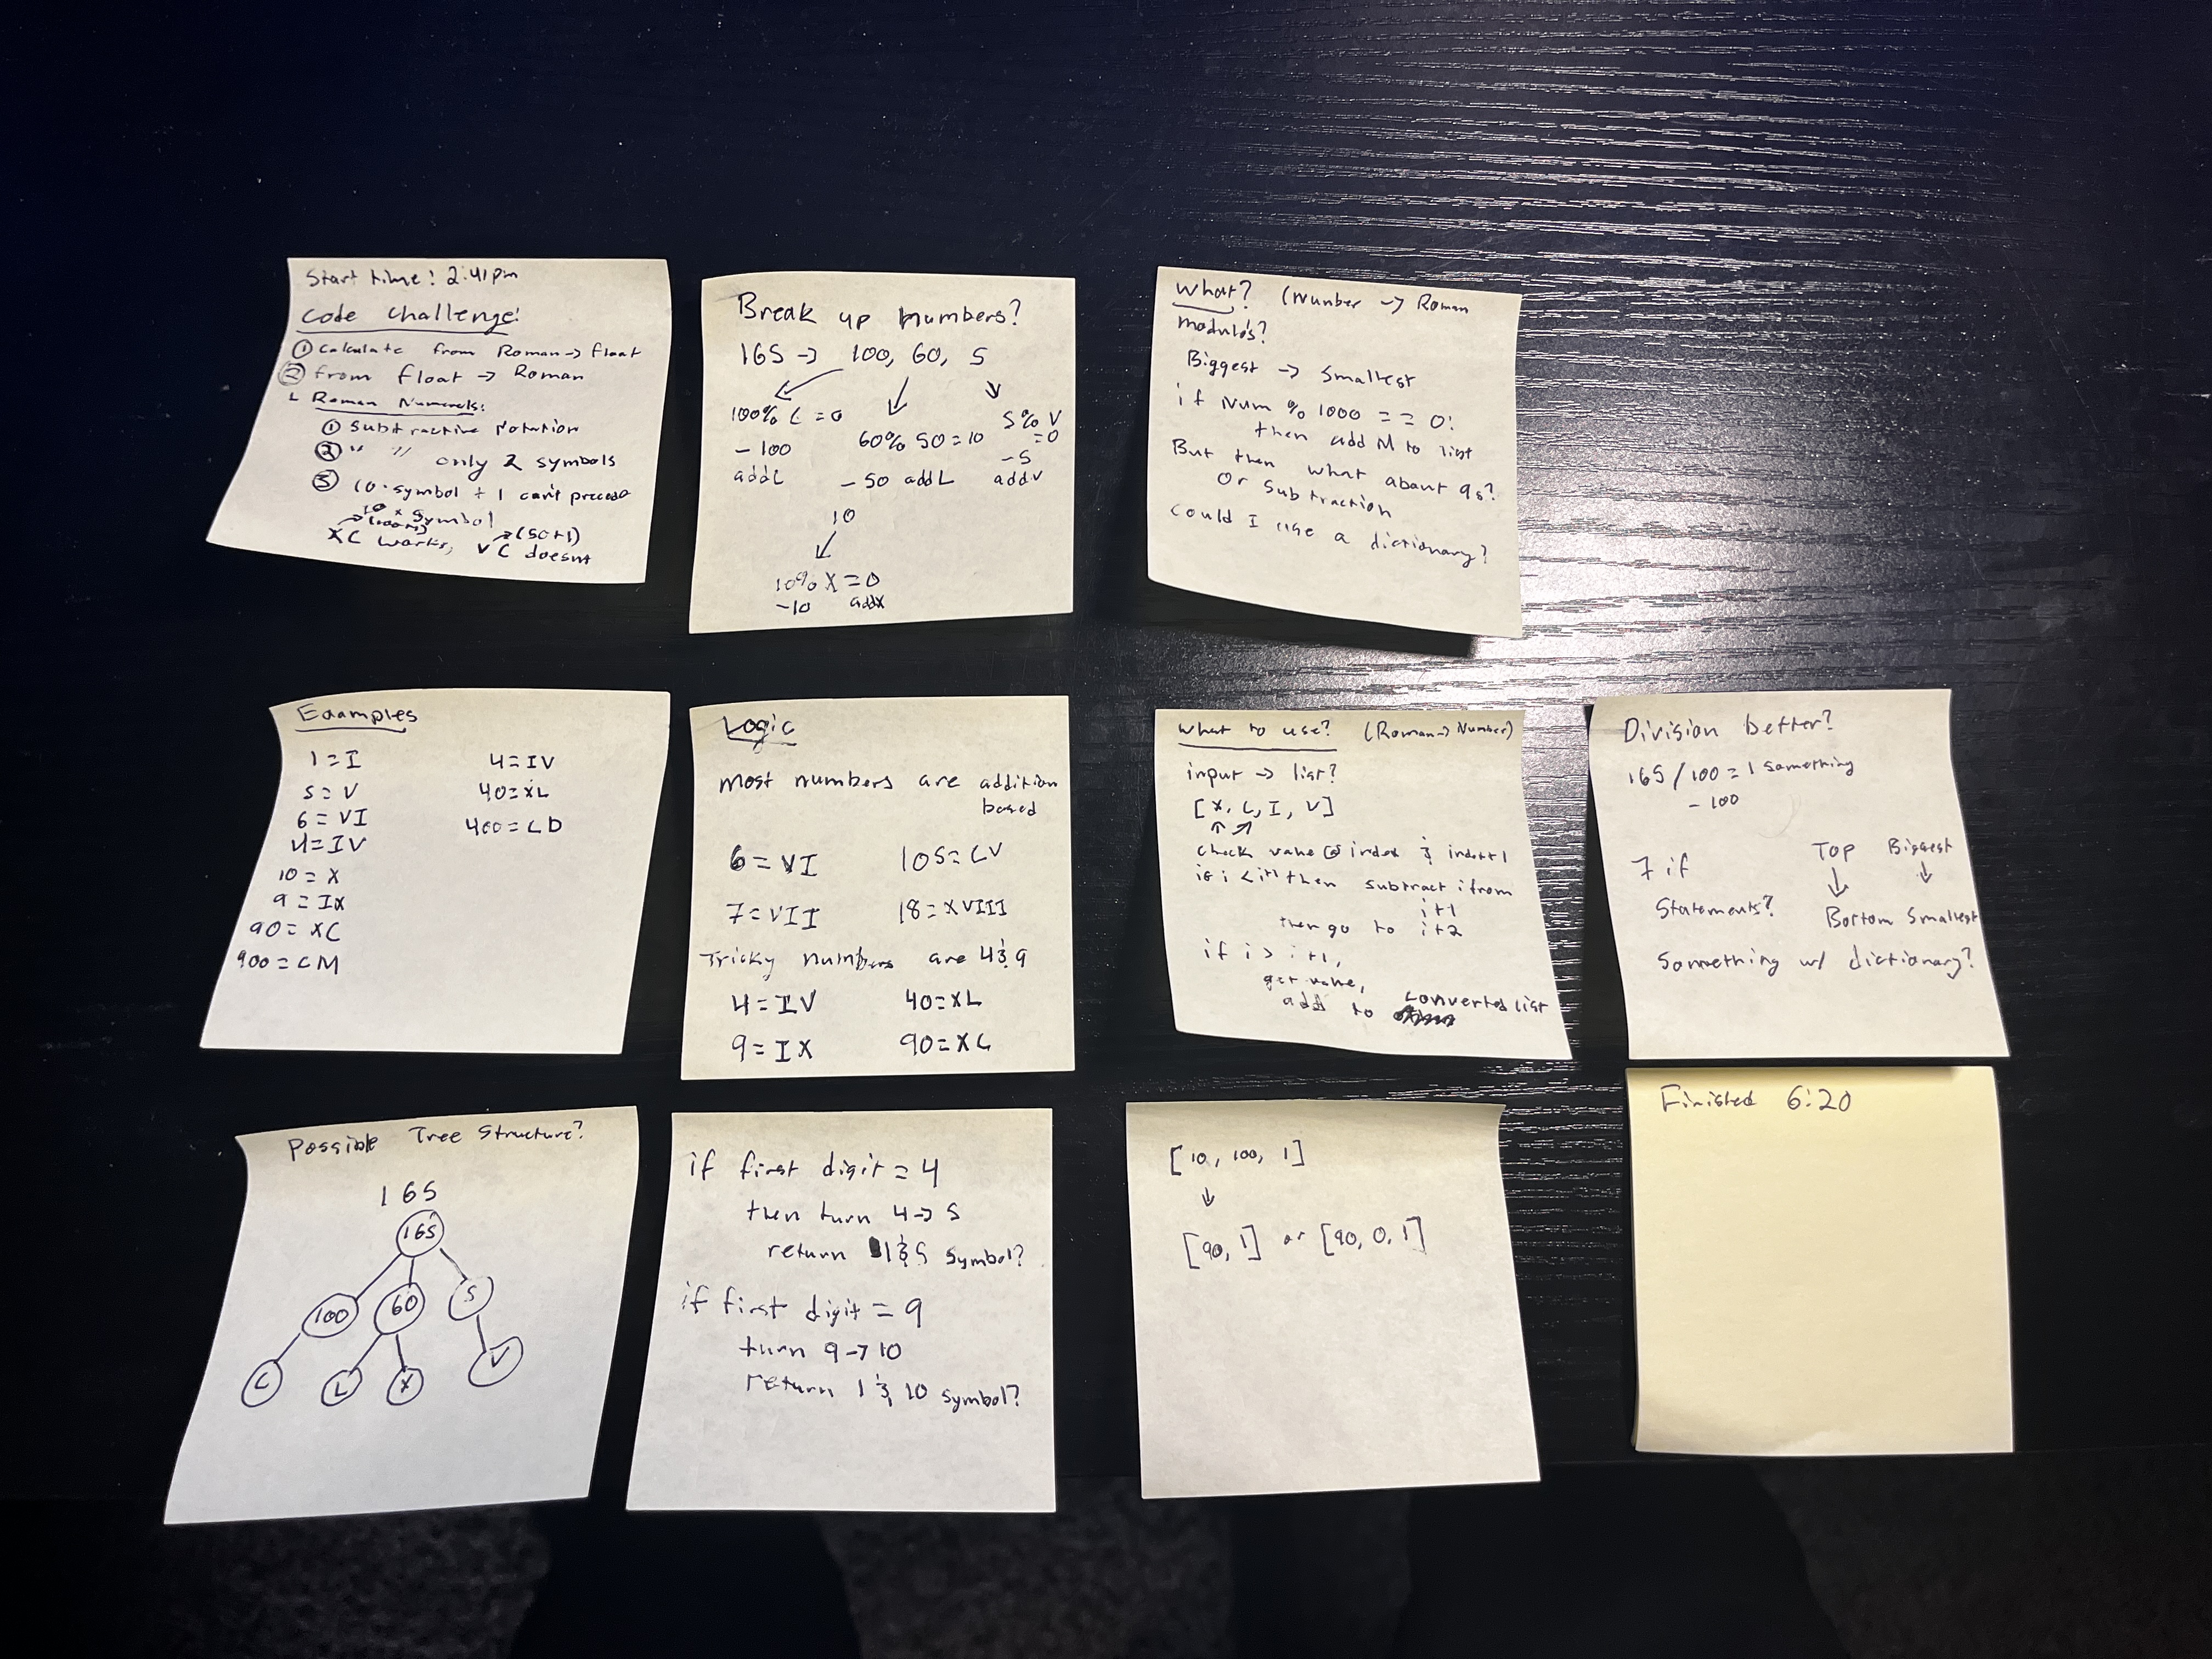 Start time: 2:41pm
Code Challenge:
① Calculate from Roman -> float
② from float -> Roman
Roman Numerals:
① Subtractive Notation
② " " only 2 symbols
③ 10·symbol + 1 can't precede
10 x symbol
(100+1) (50+1)
XC works, VC doesnt
Break up numbers?
165 -> 100, 60, 5
100% C = 0
60% 50 = 10
5% V
= 0
- 100
- 5
add C
- 50 add L
add V
10
10% X = 0
-10 add X
What? (Number -> Roman
Modulos?
Biggest -> Smallest
if Num % 1000 == 0:
then add M to list
But then what about 9s?
Or Subtraction
Could I use a dictionary?
Examples
1 = I 4 = IV
5 = V 40 = XL
6 = VI 400 = CD
4 = IV
10 = X
9 = IX
90 = XC
900 = CM
Logic
most numbers are addition
based
6 = VI 105 = CV
7 = VII 18 = XVIII
Tricky numbers are 4 & 9
4 = IV 40 = XL
9 = IX 90 = XC
What to use? (Roman -> Number)
input -> list?
[X, C, I, V]
check value @ index & index+1
if i < i+1 then subtract i from
i+1
then go to i+2
if i > i+1,
get value,
add to converted list
Division better?
165 / 100 = 1 something
- 100
7 if
Statements?
Top Biggest
Bottom Smallest
Something w/ dictionary?
Possible Tree Structure?
165
165
100 60 5
C L X V
if first digit = 4
then turn 4 -> 5
return 1 & 5 symbol?
if first digit = 9
turn 9 -> 10
return 1 & 10 symbol?
[10, 100, 1]
[90, 1] or [90, 0, 1]
Finished 6:20